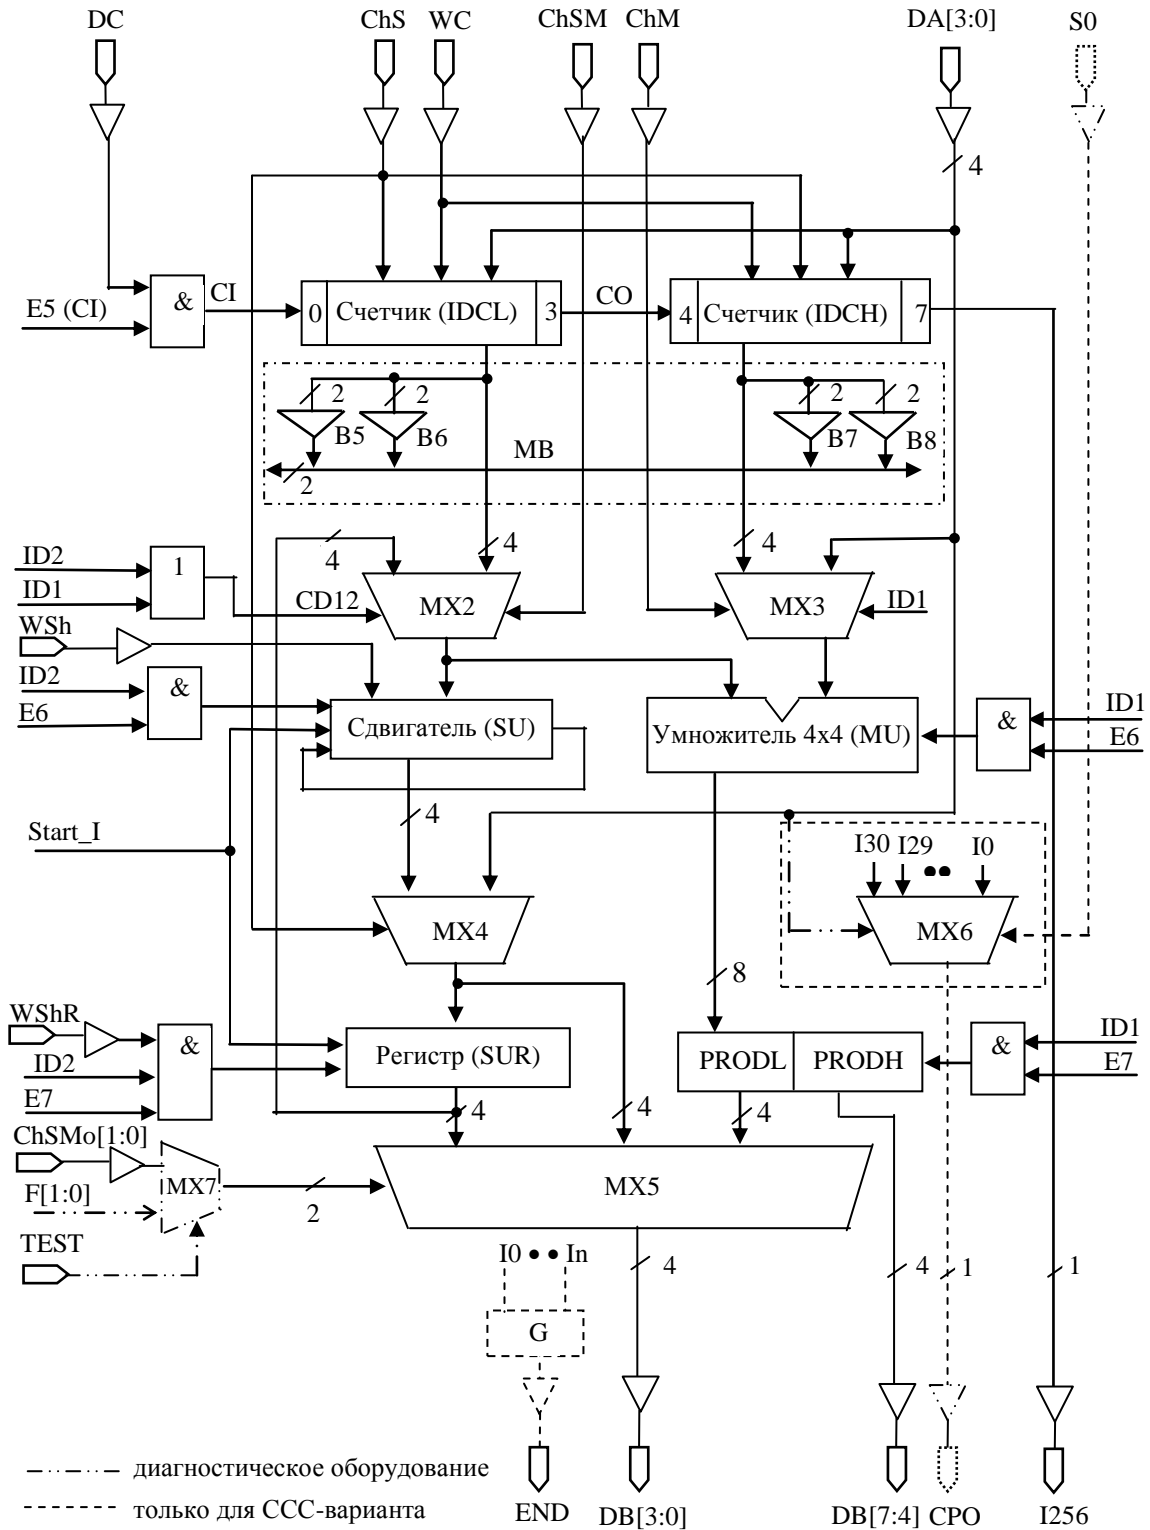 DC ChS WC ChSM ChM DA[3:0] S0
4
E5 (CI) & CI 0 Счетчик (IDCL) 3 CO 4 Счетчик (IDCH) 7
2 2 2 2
B5 B6 B7 B8
MB
2
4 4 4
ID2 1
ID1 CD12 MX2 MX3 ID1
WSh
ID2 &
E6 Сдвигатель (SU) Умножитель 4x4 (MU) & ID1
E6
4
Start_I
I30 I29 I0
MX4 MX6
8
WShR
ID2 & Регистр (SUR) PRODL PRODH & ID1
E7 E7
4 4 4
ChSMo[1:0]
F[1:0] MX7 2 MX5
TEST
I0 In 4 4 1 1
G
диагностическое оборудование
только для ССС-варианта
END DB[3:0] DB[7:4] CPO I256